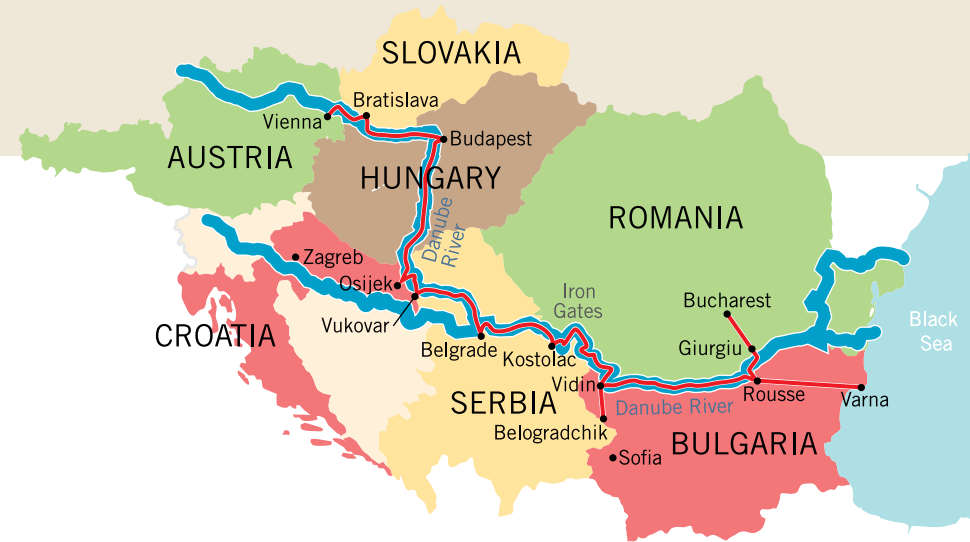 SLOVAKIA
Bratislava
Vienna
Budapest
AUSTRIA
HUNGARY
ROMANIA
Danube
River
Zagreb
Osijek
Iron
Gates
Bucharest
Black
Sea
Vukovar
CROATIA
Belgrade
Giurgiu
Kostolac
Vidin
Rousse
Varna
SERBIA
Danube River
Belogradchik
BULGARIA
Sofia